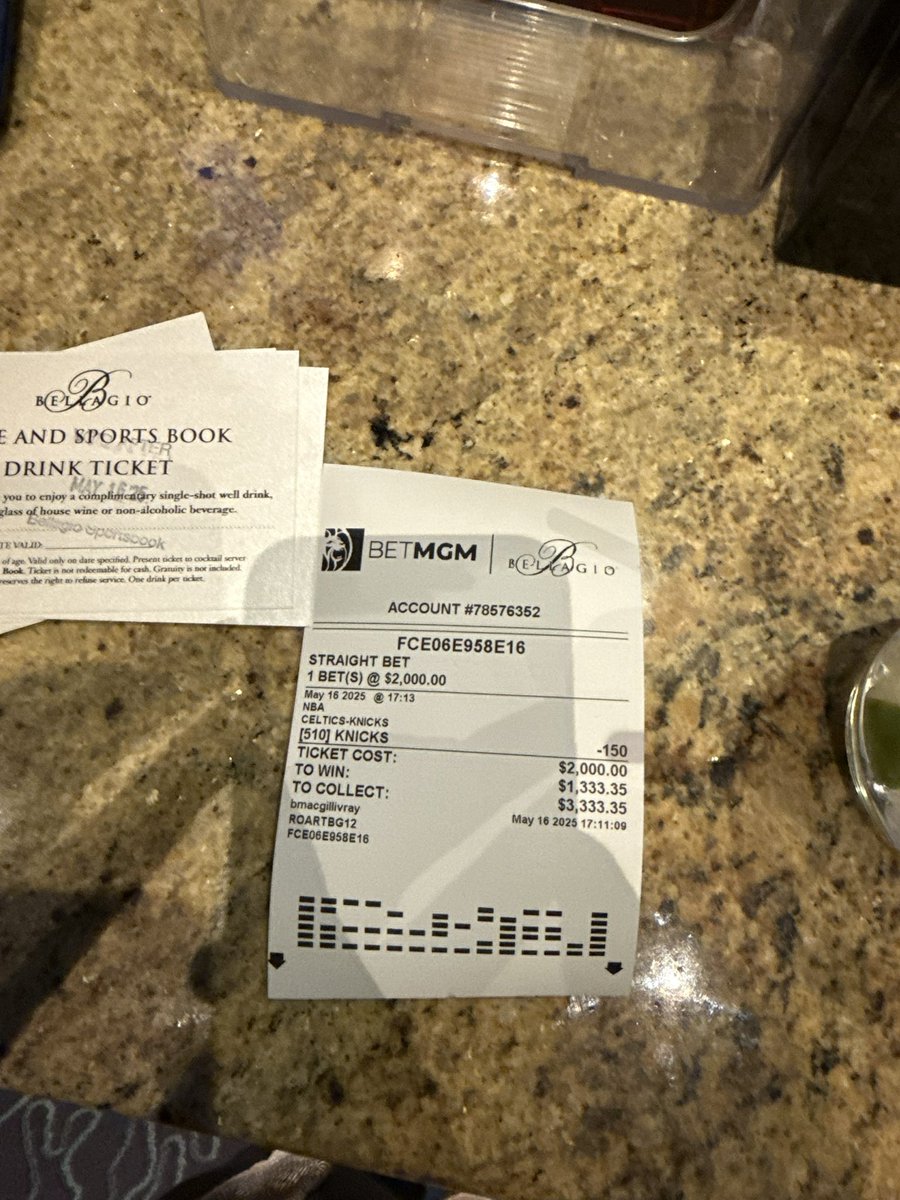 BELLAGIO
E AND SPORTS BOOK
DRINK TICKET
MAY 16 25
you to enjoy a complimentary single-shot well drink,
glass of house wine or non-alcoholic beverage.
Bellagio Sportsbook
TE VALID:
of age. Valid only on date specified. Present ticket to cocktail server
Book. Ticket is not redeemable for cash. Gratuity is not included.
reserves the right to refuse service. One drink per ticket.
BETMGM | BELLAGIO
ACCOUNT #78576352
FCE06E958E16
STRAIGHT BET
1 BET(S) @ $2,000.00
May 16 2025 @ 17:13
NBA
CELTICS-KNICKS
[510] KNICKS -150
TICKET COST: $2,000.00
TO WIN: $1,333.35
TO COLLECT: $3,333.35
bmacgillivray May 16 2025 17:11:09
ROARTBG12
FCE06E958E16